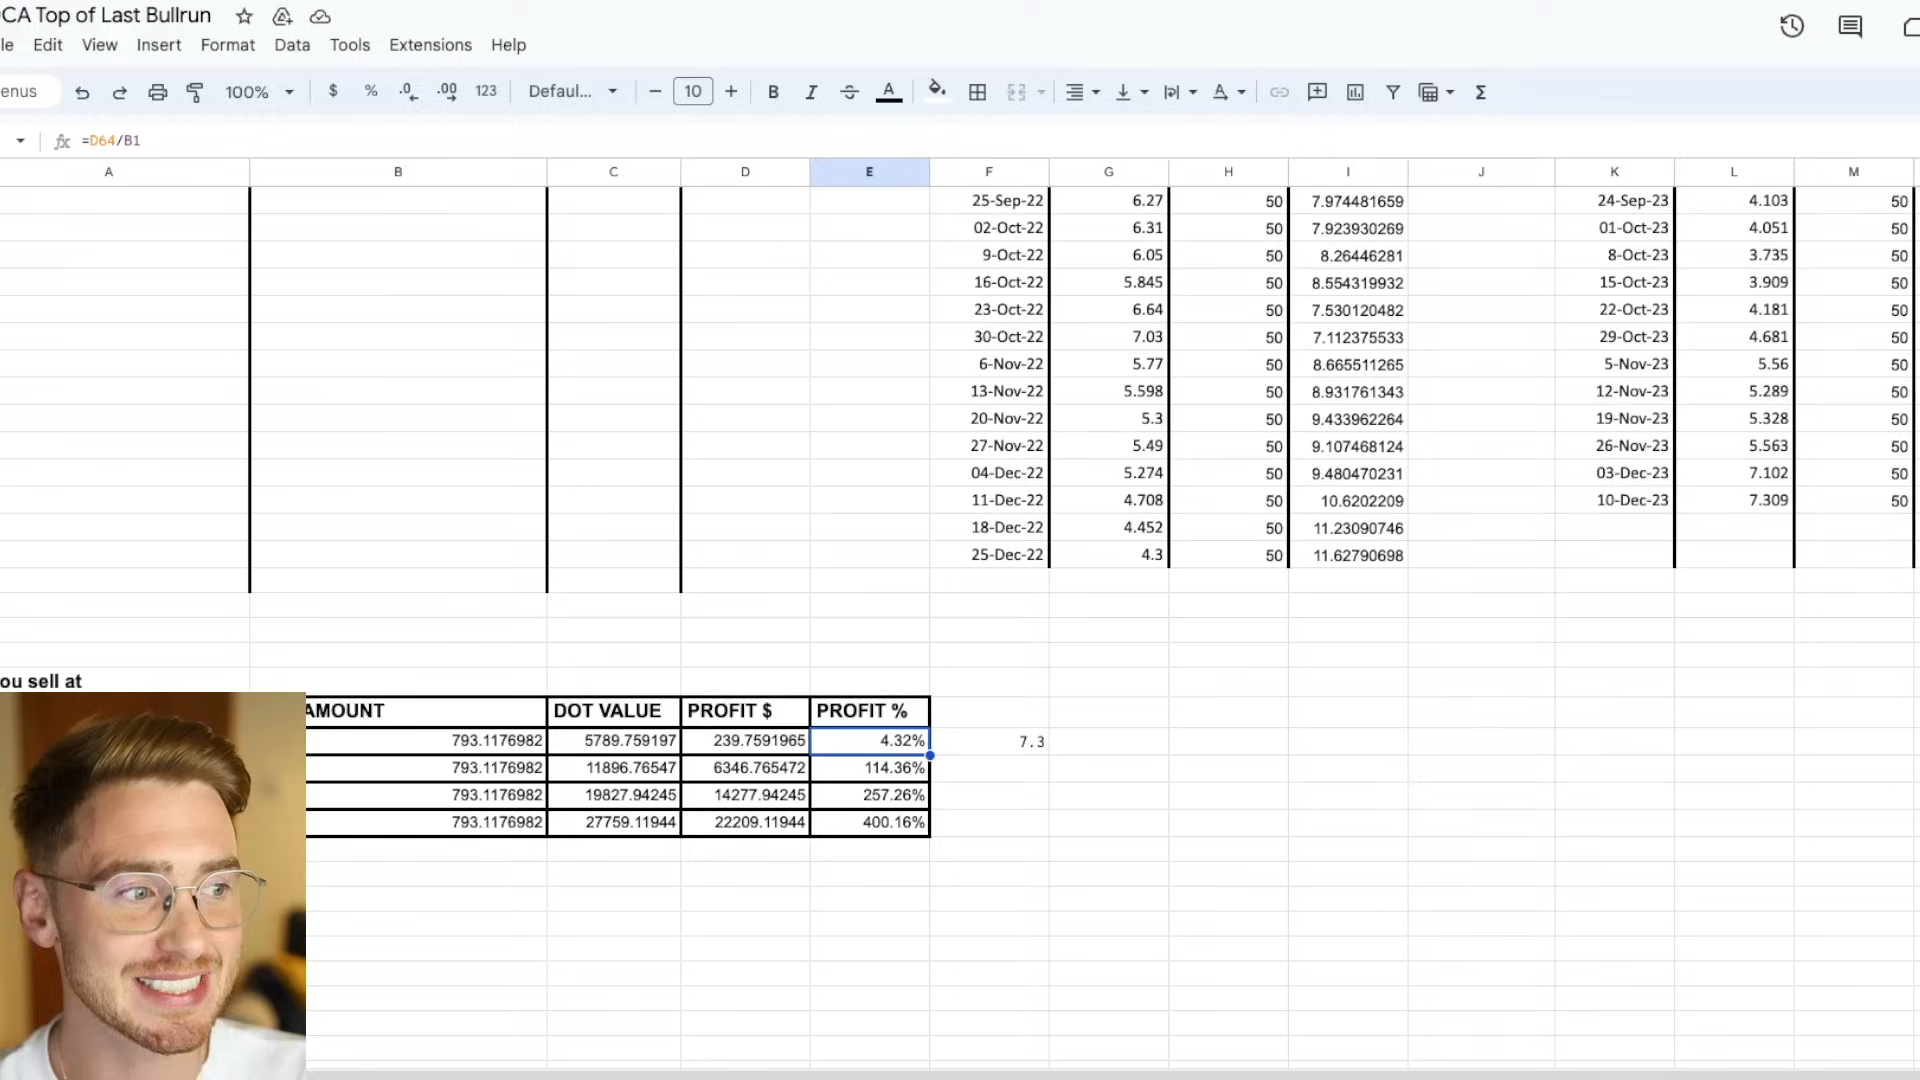 CA Top of Last Bullrun
le Edit View Insert Format Data Tools Extensions Help
enus 100% $ % .0 .00 123 Defaul... − 10 + B I A Σ
fx =D64/B1
A B C D E F G H I J K L M
25-Sep-22 6.27 50 7.974481659 24-Sep-23 4.103 50
02-Oct-22 6.31 50 7.923930269 01-Oct-23 4.051 50
9-Oct-22 6.05 50 8.26446281 8-Oct-23 3.735 50
16-Oct-22 5.845 50 8.554319932 15-Oct-23 3.909 50
23-Oct-22 6.64 50 7.530120482 22-Oct-23 4.181 50
30-Oct-22 7.03 50 7.112375533 29-Oct-23 4.681 50
6-Nov-22 5.77 50 8.665511265 5-Nov-23 5.56 50
13-Nov-22 5.598 50 8.931761343 12-Nov-23 5.289 50
20-Nov-22 5.3 50 9.433962264 19-Nov-23 5.328 50
27-Nov-22 5.49 50 9.107468124 26-Nov-23 5.563 50
04-Dec-22 5.274 50 9.480470231 03-Dec-23 7.102 50
11-Dec-22 4.708 50 10.6202209 10-Dec-23 7.309 50
18-Dec-22 4.452 50 11.23090746
25-Dec-22 4.3 50 11.62790698
ou sell at
AMOUNT DOT VALUE PROFIT $ PROFIT %
793.1176982 5789.759197 239.7591965 4.32% 7.3
793.1176982 11896.76547 6346.765472 114.36%
793.1176982 19827.94245 14277.94245 257.26%
793.1176982 27759.11944 22209.11944 400.16%